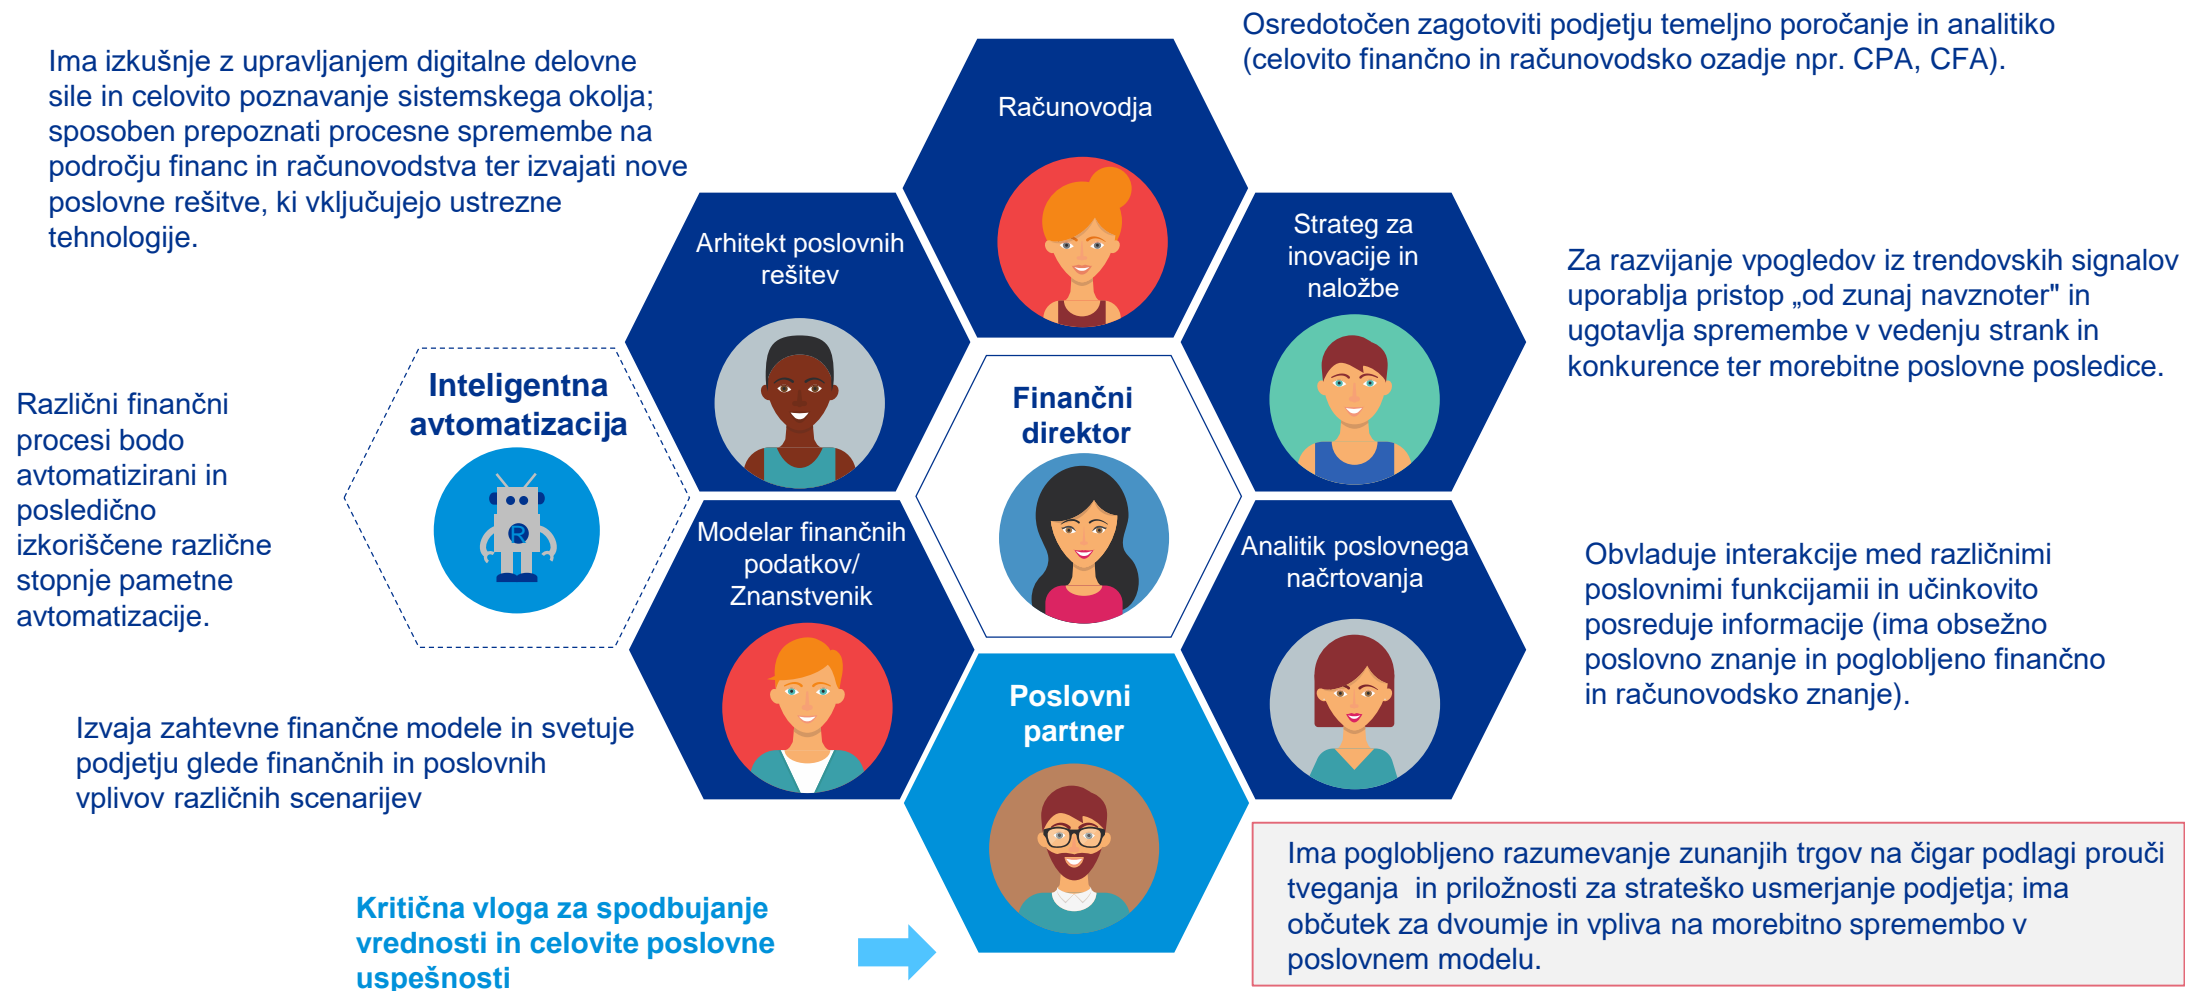 Osredotočen zagotoviti podjetju temeljno poročanje in analitiko
(celovito finančno in računovodsko ozadje npr. CPA, CFA).
Ima izkušnje z upravljanjem digitalne delovne
sile in celovito poznavanje sistemskega okolja;
sposoben prepoznati procesne spremembe na
področju financ in računovodstva ter izvajati nove
poslovne rešitve, ki vključujejo ustrezne
tehnologije.
Računovodja
Arhitekt poslovnih
rešitev
Strateg za
inovacije in
naložbe
Za razvijanje vpogledov iz trendovskih signalov
uporablja pristop „od zunaj navznoter" in
ugotavlja spremembe v vedenju strank in
konkurence ter morebitne poslovne posledice.
Inteligentna
avtomatizacija
R
Finančni
direktor
Različni finančni
procesi bodo
avtomatizirani in
posledično
izkoriščene različne
stopnje pametne
avtomatizacije.
Modelar finančnih
podatkov/
Znanstvenik
Analitik poslovnega
načrtovanja
Obvladuje interakcije med različnimi
poslovnimi funkcijamii in učinkovito
posreduje informacije (ima obsežno
poslovno znanje in poglobljeno finančno
in računovodsko znanje).
Izvaja zahtevne finančne modele in svetuje
podjetju glede finančnih in poslovnih
vplivov različnih scenarijev
Poslovni
partner
Kritična vloga za spodbujanje
vrednosti in celovite poslovne
uspešnosti
Ima poglobljeno razumevanje zunanjih trgov na čigar podlagi prouči
tveganja  in priložnosti za strateško usmerjanje podjetja; ima
občutek za dvoumje in vpliva na morebitno spremembo v
poslovnem modelu.